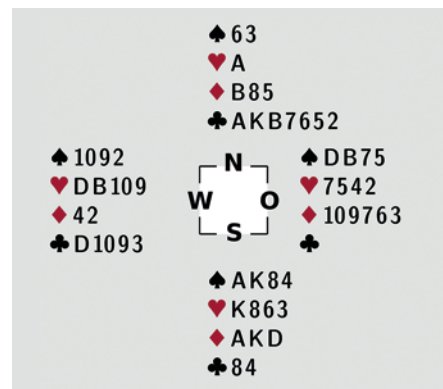 ♠ 63
♥ A
♦ B85
♣ AKB7652
♠ 1092
♥ DB109
♦ 42
♣ D1093
N
W O
S
♠ DB75
♥ 7542
♦ 109763
♣
♠ AK84
♥ K863
♦ AKD
♣ 84